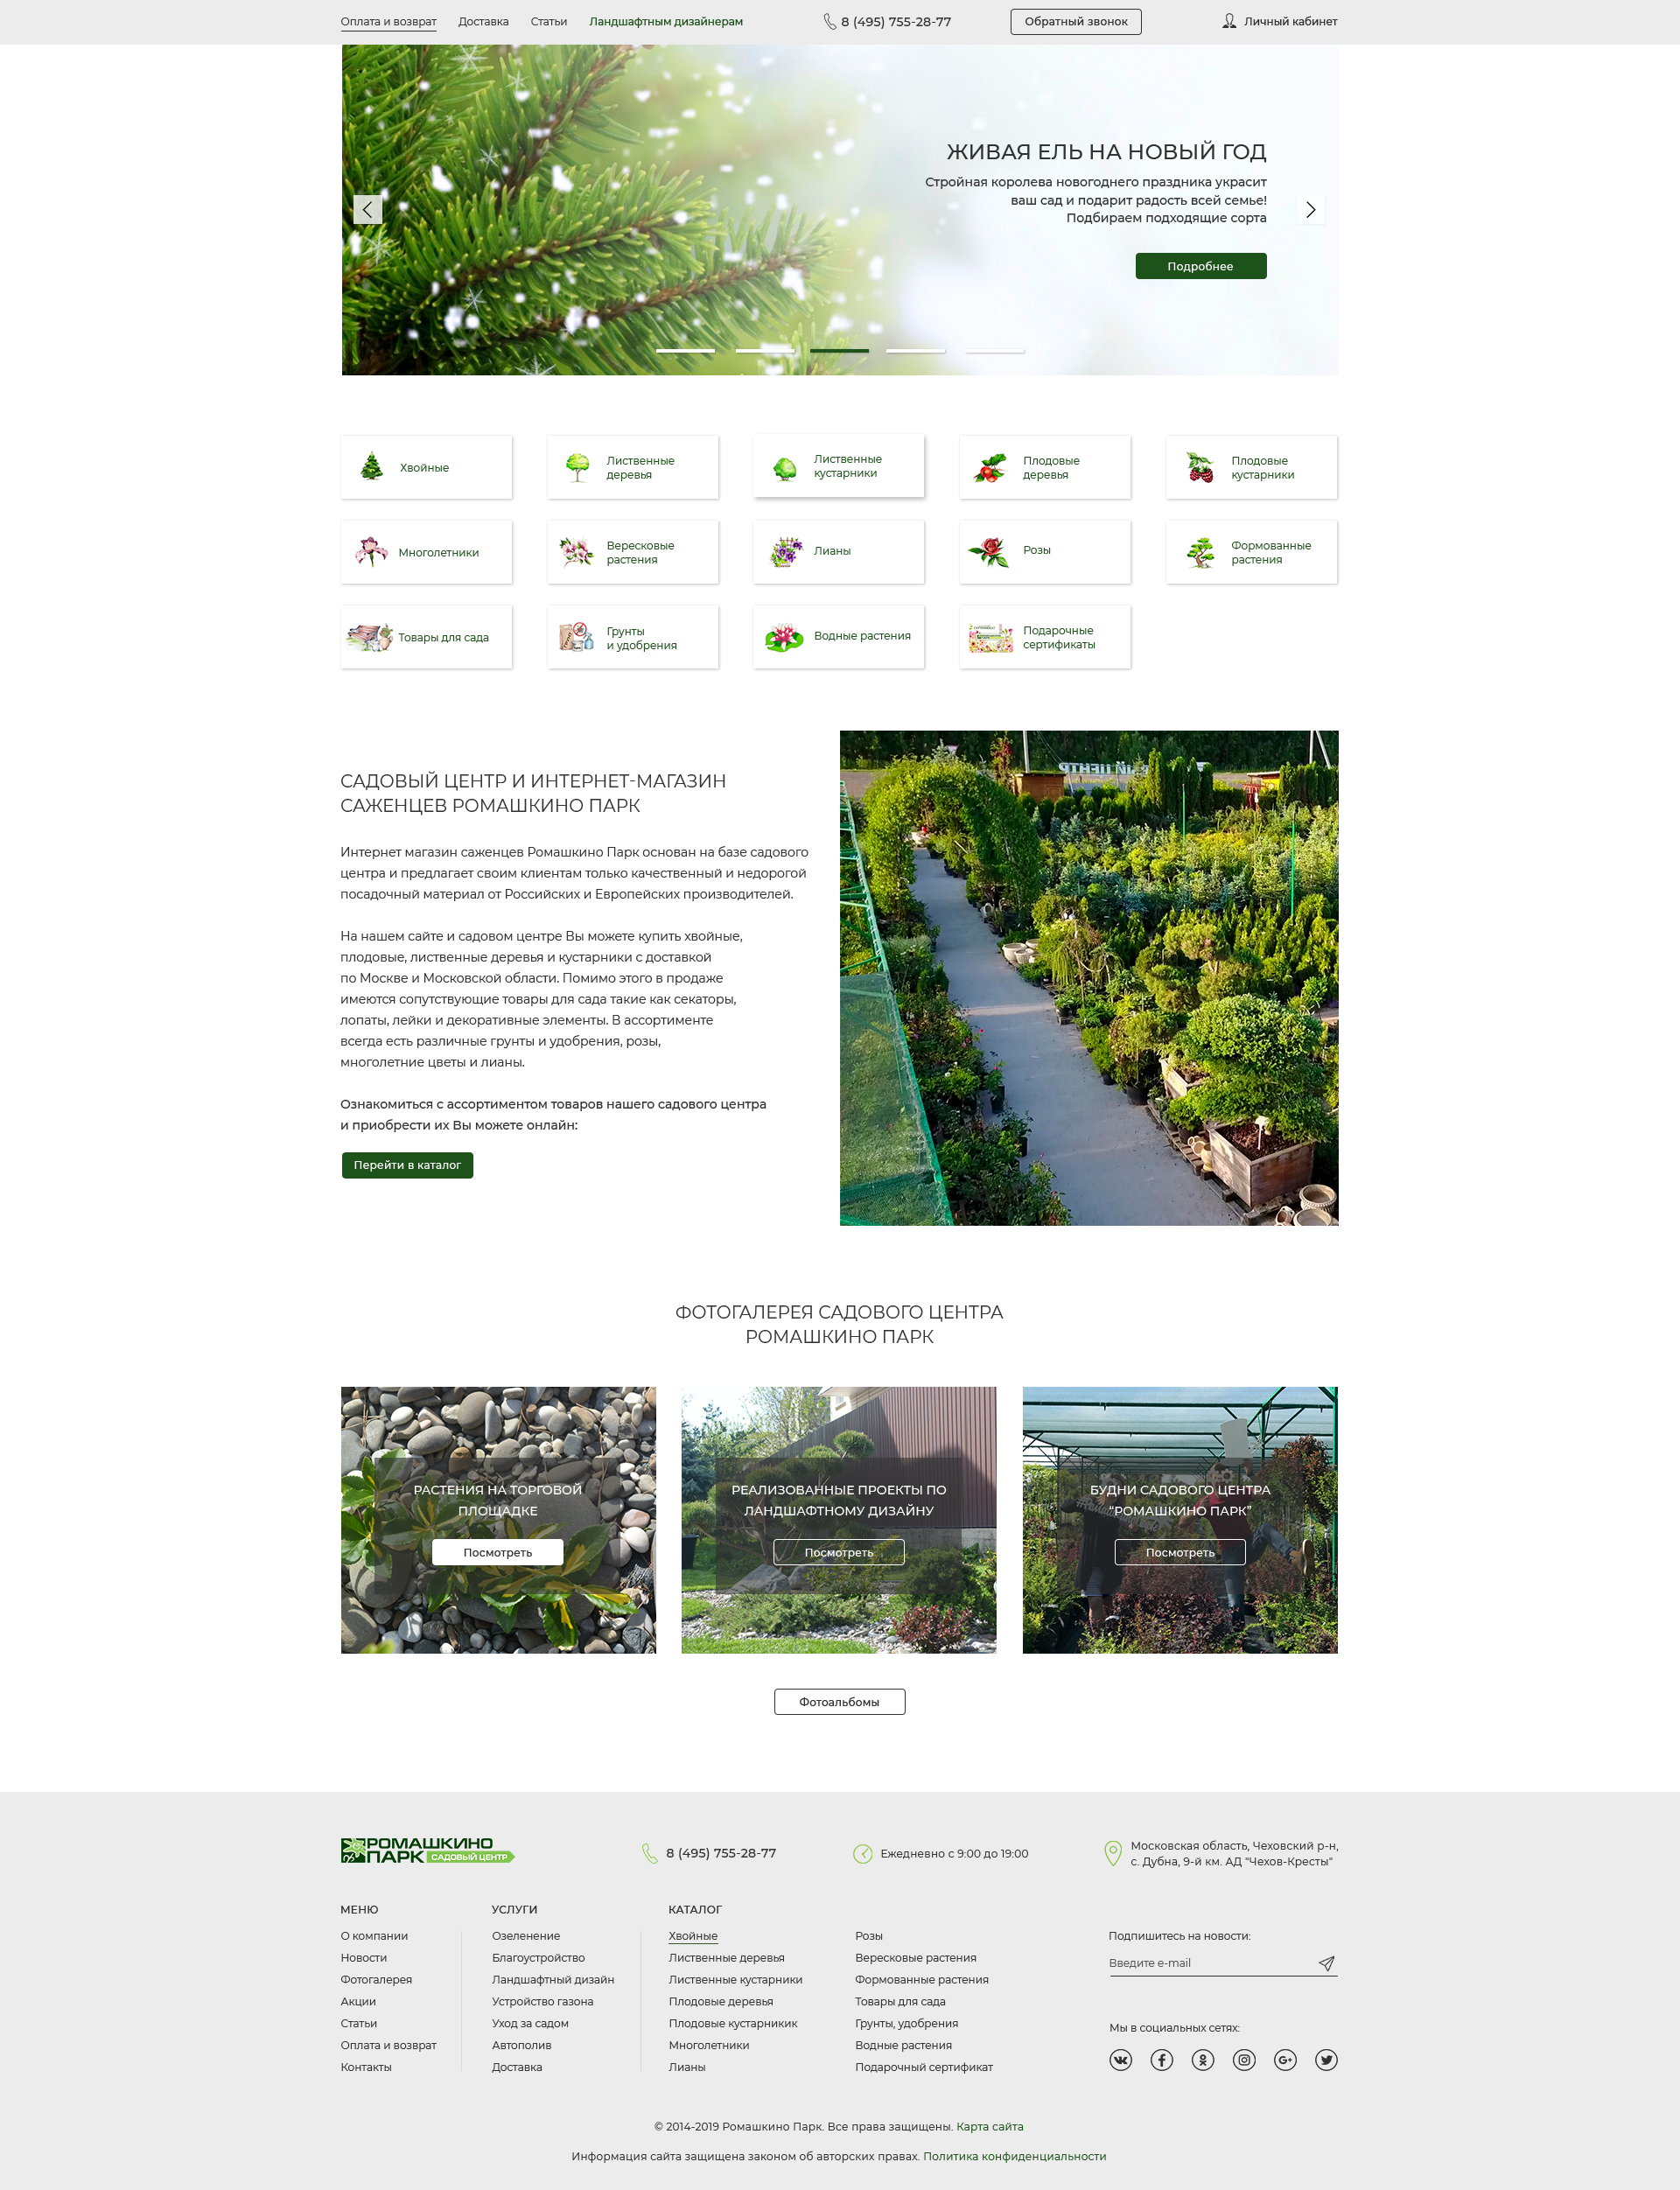 Оплата и возврат
Доставка
Статьи
Ландшафтным дизайнерам
8 (495) 755-28-77
Обратный звонок
Личный кабинет
ЖИВАЯ ЕЛЬ НА НОВЫЙ ГОД
Стройная королева новогоднего праздника украсит
ваш сад и подарит радость всей семье!
Подбираем подходящие сорта
Подробнее
Хвойные
Лиственные
деревья
Лиственные
кустарники
Плодовые
деревья
Плодовые
кустарники
Многолетники
Вересковые
растения
Лианы
Розы
Формованные
растения
Товары для сада
Грунты
и удобрения
Водные растения
Подарочные
сертификаты
САДОВЫЙ ЦЕНТР И ИНТЕРНЕТ-МАГАЗИН
САЖЕНЦЕВ РОМАШКИНО ПАРК
Интернет магазин саженцев Ромашкино Парк основан на базе садового
центра и предлагает своим клиентам только качественный и недорогой
посадочный материал от Российских и Европейских производителей.
На нашем сайте и садовом центре Вы можете купить хвойные,
плодовые, лиственные деревья и кустарники с доставкой
по Москве и Московской области. Помимо этого в продаже
имеются сопутствующие товары для сада такие как секаторы,
лопаты, лейки и декоративные элементы. В ассортименте
всегда есть различные грунты и удобрения, розы,
многолетние цветы и лианы.
Ознакомиться с ассортиментом товаров нашего садового центра
и приобрести их Вы можете онлайн:
Перейти в каталог
ФОТОГАЛЕРЕЯ САДОВОГО ЦЕНТРА
РОМАШКИНО ПАРК
РАСТЕНИЯ НА ТОРГОВОЙ
ПЛОЩАДКЕ
Посмотреть
РЕАЛИЗОВАННЫЕ ПРОЕКТЫ ПО
ЛАНДШАФТНОМУ ДИЗАЙНУ
Посмотреть
БУДНИ САДОВОГО ЦЕНТРА
“РОМАШКИНО ПАРК”
Посмотреть
Фотоальбомы
РОМАШКИНО
ПАРК САДОВЫЙ ЦЕНТР
8 (495) 755-28-77
Ежедневно с 9:00 до 19:00
Московская область, Чеховский р-н,
с. Дубна, 9-й км. АД "Чехов-Кресты"
МЕНЮ
О компании
Новости
Фотогалерея
Акции
Статьи
Оплата и возврат
Контакты
УСЛУГИ
Озеленение
Благоустройство
Ландшафтный дизайн
Устройство газона
Уход за садом
Автополив
Доставка
КАТАЛОГ
Хвойные
Лиственные деревья
Лиственные кустарники
Плодовые деревья
Плодовые кустарникик
Многолетники
Лианы
Розы
Вересковые растения
Формованные растения
Товары для сада
Грунты, удобрения
Водные растения
Подарочный сертификат
Подпишитесь на новости:
Введите e-mail
Мы в социальных сетях:
© 2014-2019 Ромашкино Парк. Все права защищены. Карта сайта
Информация сайта защищена законом об авторских правах. Политика конфиденциальности